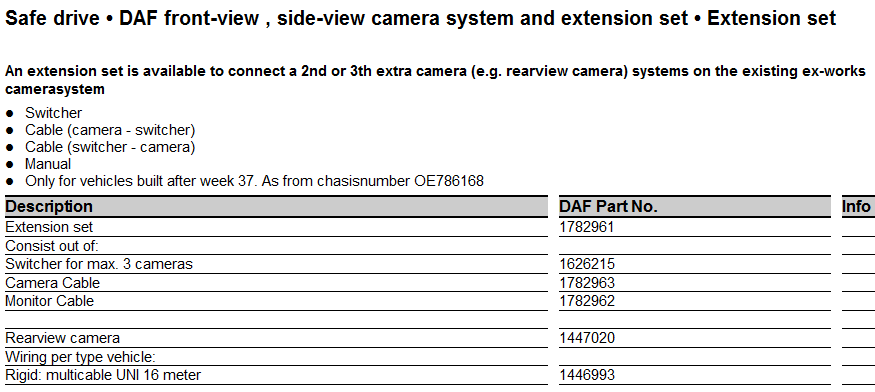 Safe drive • DAF front-view , side-view camera system and extension set • Extension set
An extension set is available to connect a 2nd or 3th extra camera (e.g. rearview camera) systems on the existing ex-works
camerasystem
● Switcher
● Cable (camera - switcher)
● Cable (switcher - camera)
● Manual
● Only for vehicles built after week 37. As from chasisnumber OE786168
Description DAF Part No. Info
Extension set 1782961
Consist out of:
Switcher for max. 3 cameras 1626215
Camera Cable 1782963
Monitor Cable 1782962
Rearview camera 1447020
Wiring per type vehicle:
Rigid: multicable UNI 16 meter 1446993